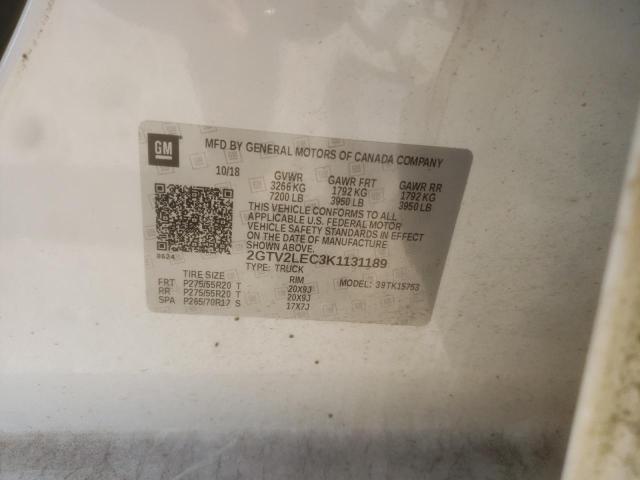 GM
MFD BY GENERAL MOTORS OF CANADA COMPANY
10/18 GVWR GAWR FRT GAWR RR
3266 KG 1792 KG 1792 KG
7200 LB 3950 LB 3950 LB
THIS VEHICLE CONFORMS TO ALL
APPLICABLE U.S. FEDERAL MOTOR
VEHICLE SAFETY STANDARDS IN EFFECT
ON THE DATE OF MANUFACTURE
SHOWN ABOVE.
8624 2GTV2LEC3K1131189
TYPE: TRUCK
TIRE SIZE RIM MODEL: 39TK15753
FRT P275/55R20 T 20X9J
RR P275/55R20 T 20X9J
SPA P265/70R17 S 17X7J